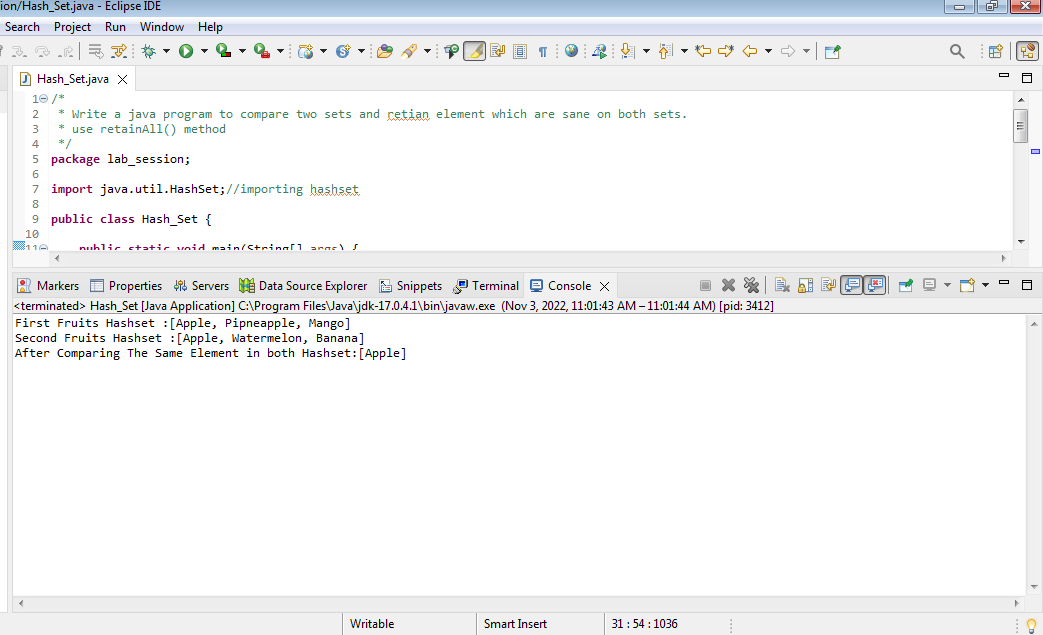 ion/Hash_Set.java - Eclipse IDE
Search Project Run Window Help
Hash_Set.java
1 /*
2 * Write a java program to compare two sets and retian element which are sane on both sets.
3 * use retainAll() method
4 */
5 package lab_session;
6
7 import java.util.HashSet;//importing hashset
8
9 public class Hash_Set {
10
11 public static void main(String[] args) {
Markers Properties Servers Data Source Explorer Snippets Terminal Console
<terminated> Hash_Set [Java Application] C:\Program Files\Java\jdk-17.0.4.1\bin\javaw.exe (Nov 3, 2022, 11:01:43 AM – 11:01:44 AM) [pid: 3412]
First Fruits Hashset :[Apple, Pipneapple, Mango]
Second Fruits Hashset :[Apple, Watermelon, Banana]
After Comparing The Same Element in both Hashset:[Apple]
Writable Smart Insert 31 : 54 : 1036